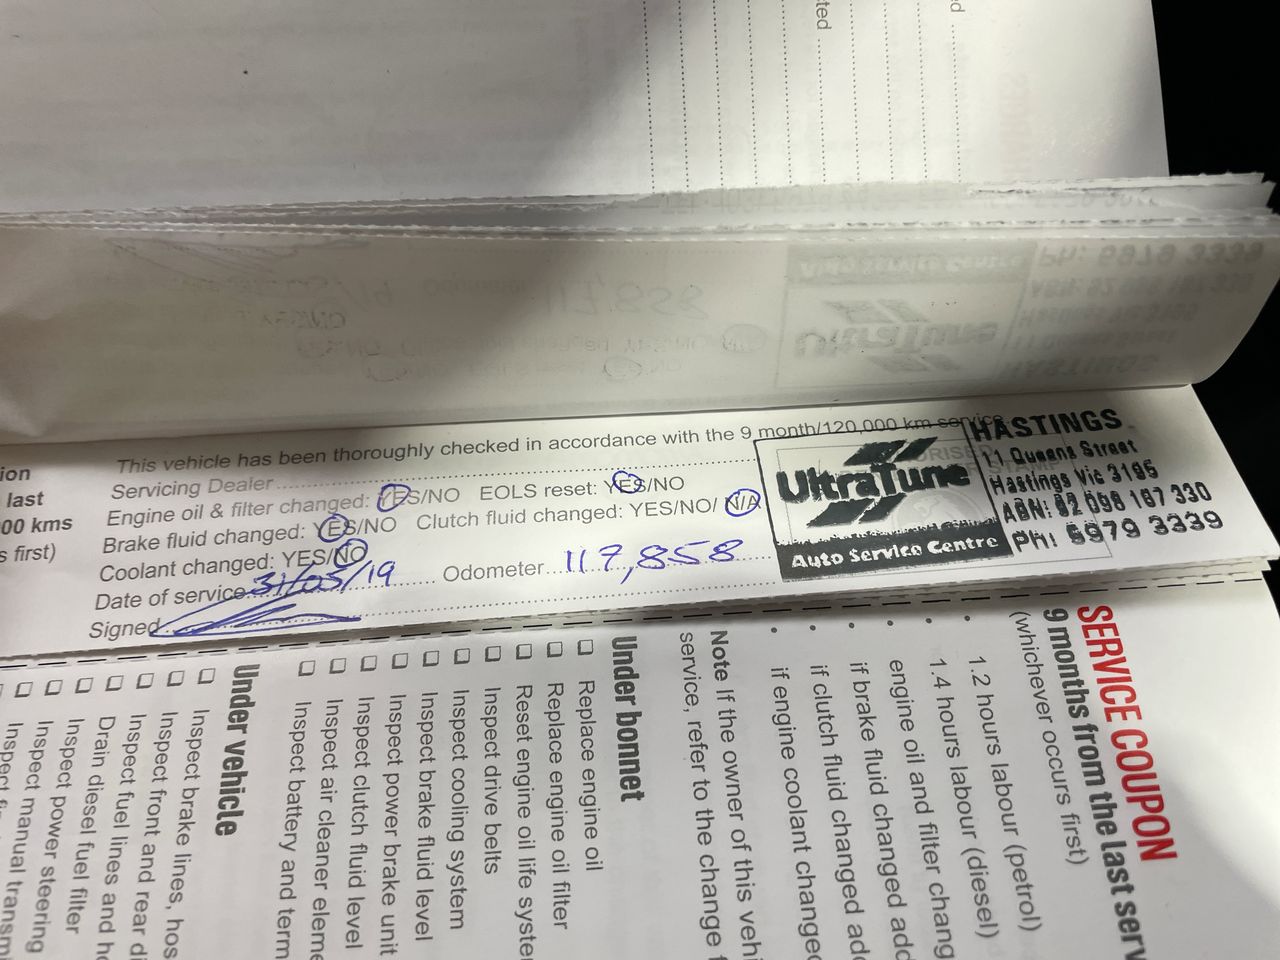 ted
This vehicle has been thoroughly checked in accordance with the 9 month/120,000 km service
Servicing Dealer
Engine oil & filter changed: YES/NO EOLS reset: YES/NO
Brake fluid changed: YES/NO Clutch fluid changed: YES/NO/ N/A
Coolant changed: YES/NO
Date of service 31/05/19 Odometer 117,858
Signed
UltraTune
Auto Service Centre
HASTINGS
11 Queens Street
Hastings Vic 3195
ABN: 82 098 187 330
Ph: 5979 3339
ion
last
00 kms
s first)
SERVICE COUPON
9 months from the last serv
(whichever occurs first)
• 1.2 hours labour (petrol)
• 1.4 hours labour (diesel)
• engine oil and filter chang
• if brake fluid changed add
• if clutch fluid changed add
• if engine coolant changed
Note If the owner of this vehi
service, refer to the change
Under bonnet
Replace engine oil
Replace engine oil filter
Reset engine oil life syste
Inspect drive belts
Inspect cooling system
Inspect brake fluid level
Inspect power brake unit
Inspect clutch fluid level
Inspect air cleaner eleme
Inspect battery and term
Under vehicle
Inspect brake lines, hos
Inspect front and rear di
Inspect fuel lines and ho
Drain diesel fuel filter
Inspect power steering
Inspect manual transmi
Inspect